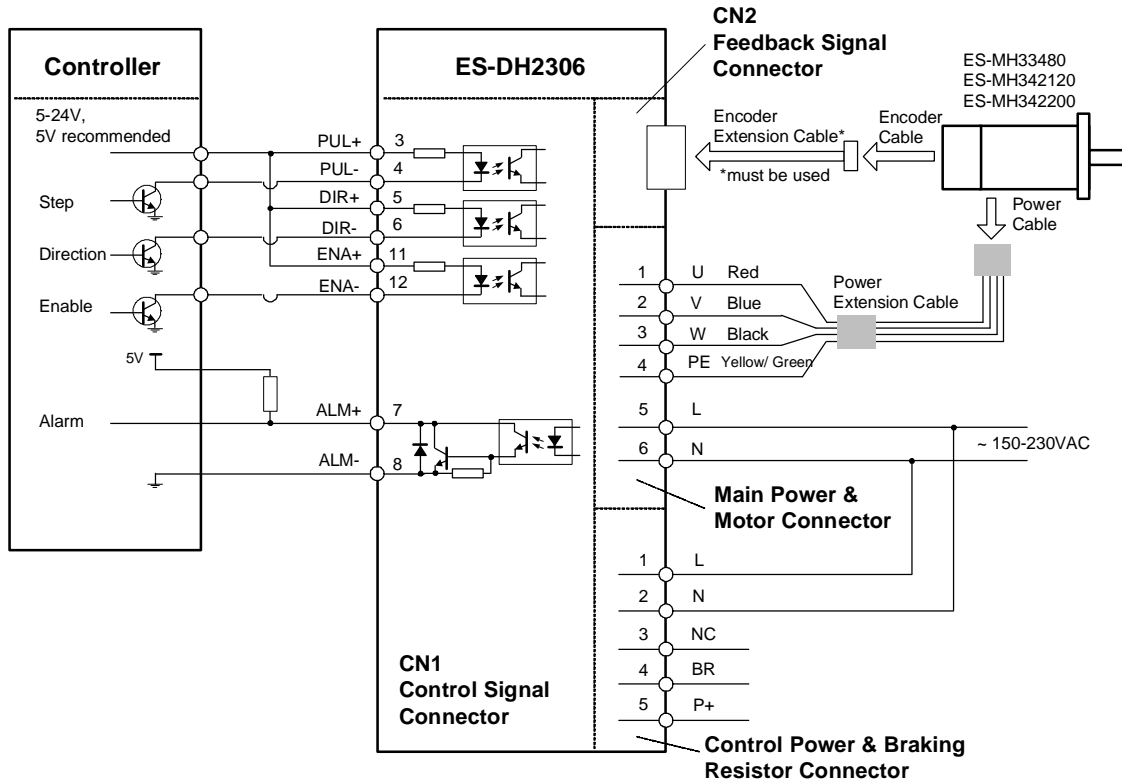 Controller
5-24V,
5V recommended
Step
Direction
Enable
5V
Alarm
ES-DH2306
PUL+ 3
PUL- 4
DIR+ 5
DIR- 6
ENA+ 11
ENA- 12
ALM+ 7
ALM- 8
CN1
Control Signal
Connector
CN2
Feedback Signal
Connector
ES-MH33480
ES-MH342120
ES-MH342200
Encoder
Extension Cable*
*must be used
Encoder
Cable
Power
Cable
Power
Extension Cable
1 U Red
2 V Blue
3 W Black
4 PE Yellow/ Green
5 L
6 N
~ 150-230VAC
Main Power &
Motor Connector
1 L
2 N
3 NC
4 BR
5 P+
Control Power & Braking
Resistor Connector